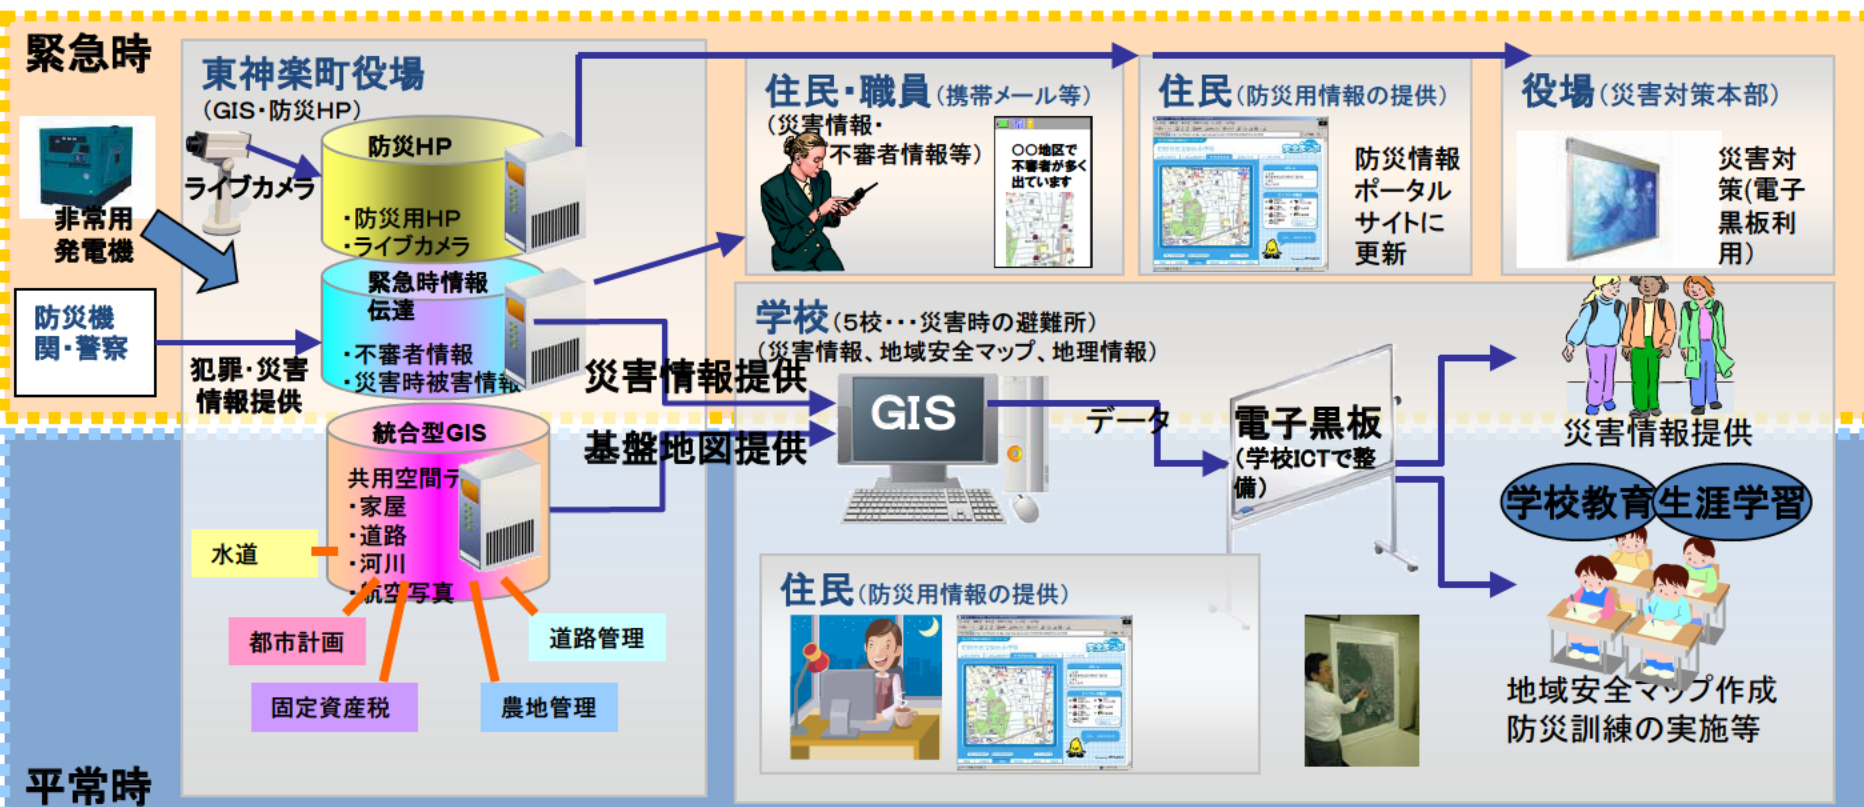 緊急時
東神楽町役場
(GIS・防災HP)
ライブカメラ
非常用
発電機
防災機
関・警察
犯罪・災害
情報提供
防災HP
・防災用HP
・ライブカメラ
緊急時情報
伝達
・不審者情報
・災害時被害情報
統合型GIS
共用空間デ
・家屋
・道路
・河川
・航空写真
水道
都市計画
固定資産税
農地管理
道路管理
住民・職員(携帯メール等)
(災害情報・
不審者情報等)
〇〇地区で
不審者が多く
出ています
住民(防災用情報の提供)
防災情報
ポータル
サイトに
更新
役場(災害対策本部)
災害対
策(電子
黒板利
用)
学校(5校・・・災害時の避難所)
(災害情報、地域安全マップ、地理情報)
災害情報提供
基盤地図提供
GIS
データ
電子黒板
(学校ICTで整
備)
災害情報提供
学校教育
生涯学習
地域安全マップ作成
防災訓練の実施等
住民(防災用情報の提供)
平常時